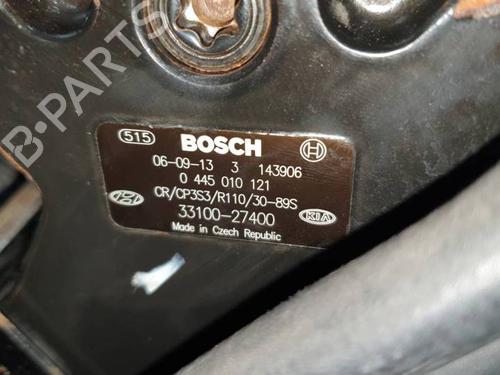 515 BOSCH
06-09-13 3 143906
0 445 010 121
CR/CP3S3/R110/30-89S
33100-27400 KIA
Made in Czech Republic
B-PARTS